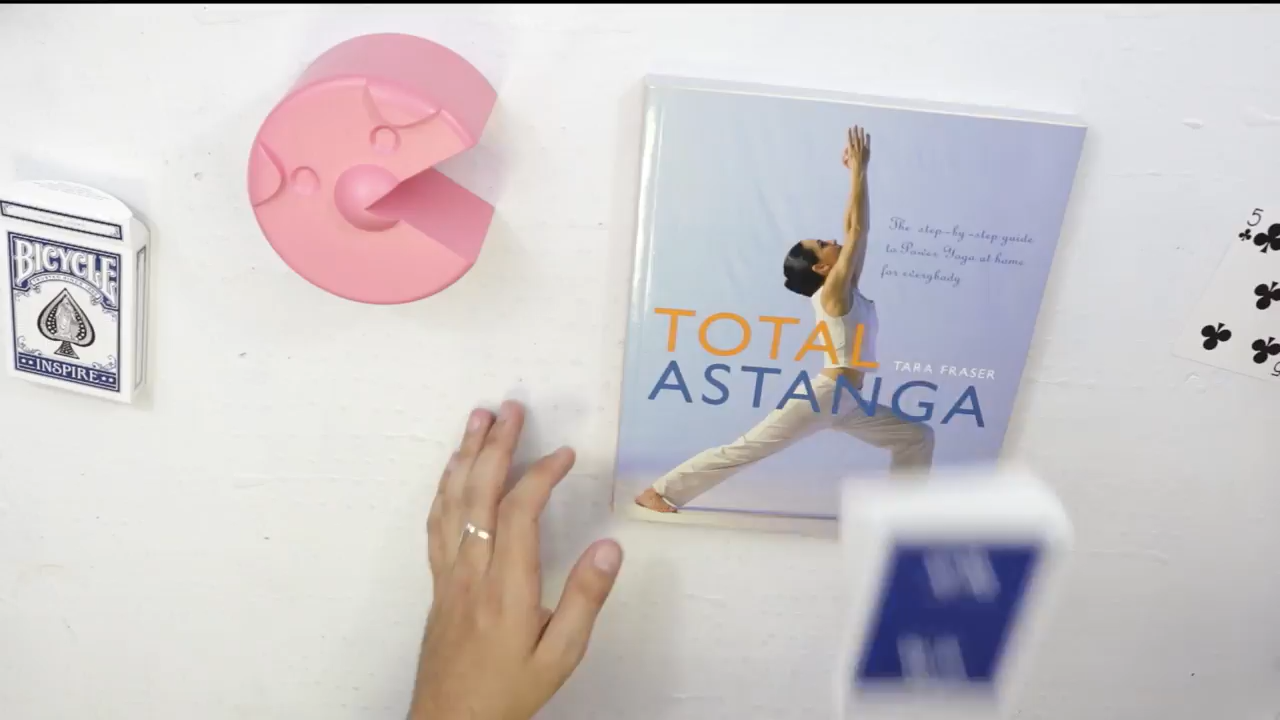 BICYCLE
INSPIRE
The step-by-step guide
to Power Yoga at home
for everybody
TOTAL
TARA FRASER
ASTANGA
5
5